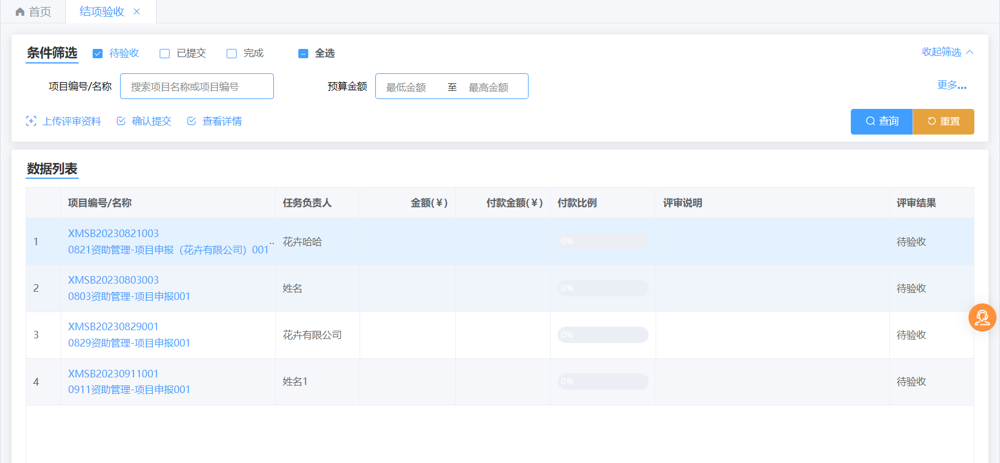 首页 结项验收
条件筛选 待验收 已提交 完成 全选 收起筛选
项目编号/名称 搜索项目名称或项目编号 预算金额 最低金额 至 最高金额 更多...
上传评审资料 确认提交 查看详情 查询 重置
数据列表
项目编号/名称 任务负责人 金额(¥) 付款金额(¥) 付款比例 评审说明 评审结果
1 XMSB20230821003
0821资助管理-项目申报（花卉有限公司）001 .. 花卉哈哈 0% 待验收
2 XMSB20230803003
0803资助管理-项目申报001 姓名 0% 待验收
3 XMSB20230829001
0829资助管理-项目申报001 花卉有限公司 0% 待验收
4 XMSB20230911001
0911资助管理-项目申报001 姓名1 0% 待验收